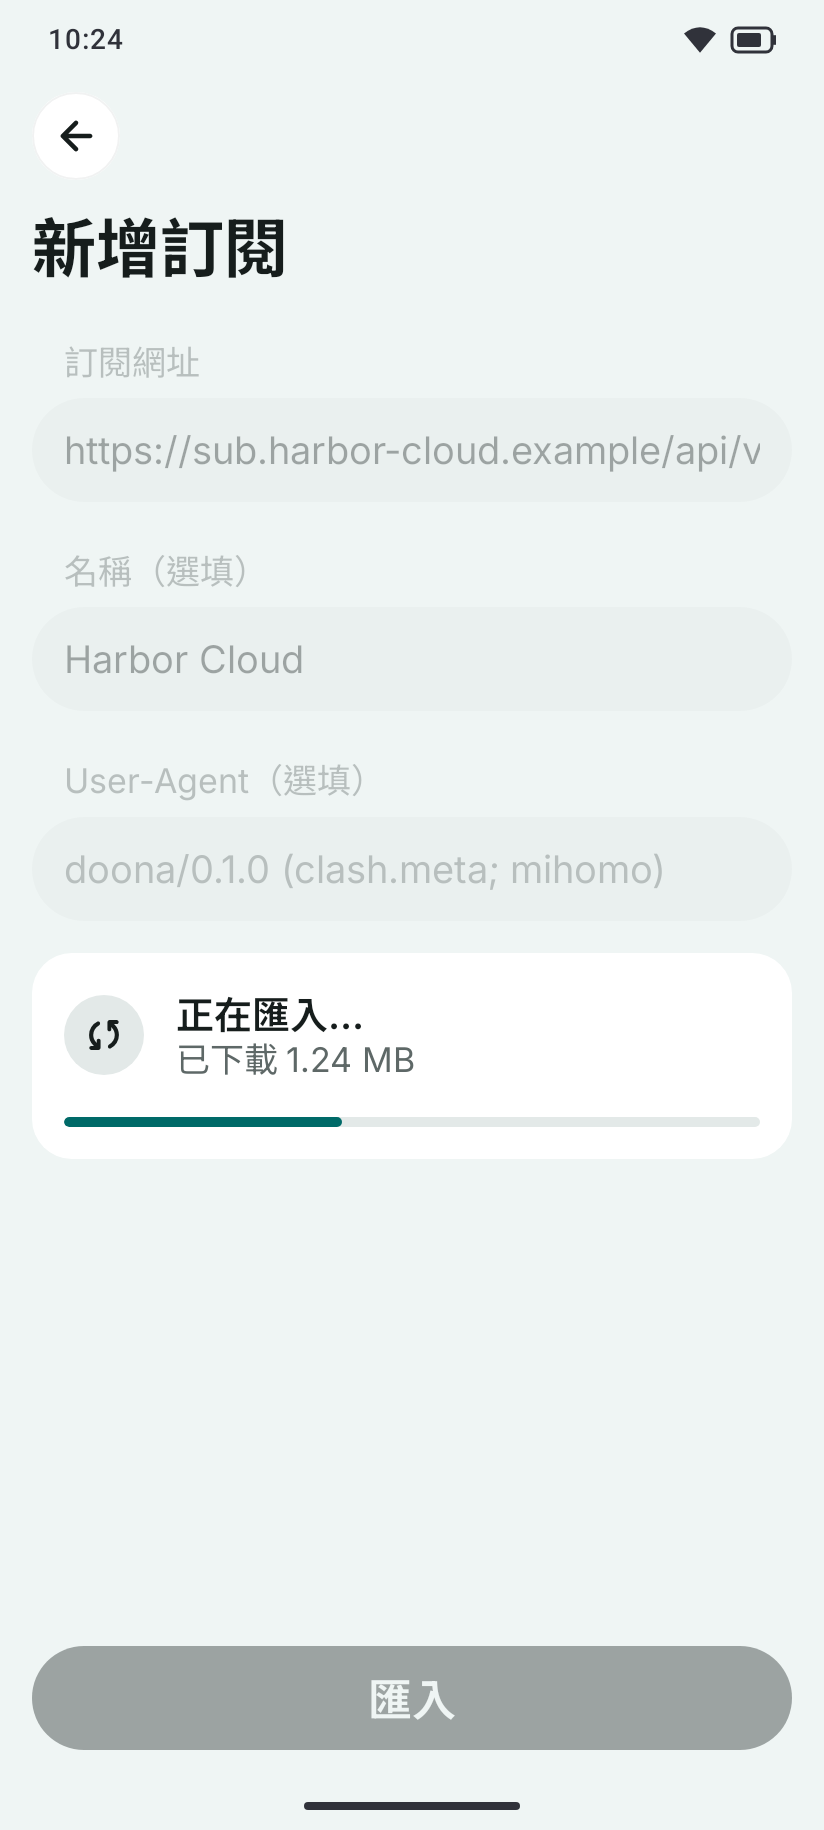 10:24
新增訂閱
訂閱網址
https://sub.harbor-cloud.example/api/v
名稱（選填）
Harbor Cloud
User-Agent（選填）
doona/0.1.0 (clash.meta; mihomo)
正在匯入...
已下載 1.24 MB
匯入